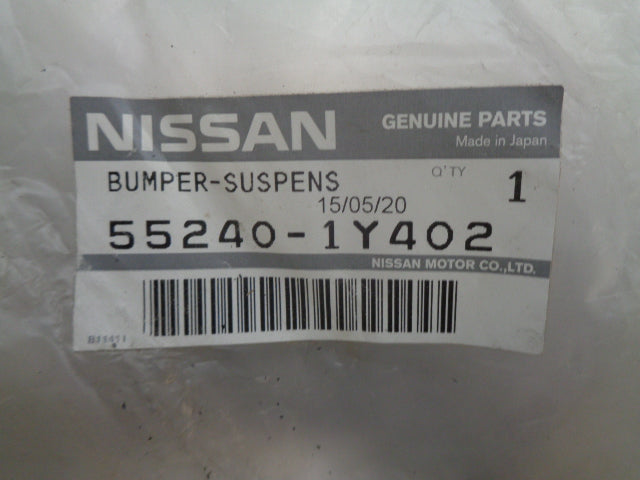 NISSAN
GENUINE PARTS
Made in Japan
BUMPER-SUSPENS
Q'TY
1
15/05/20
55240-1Y402
NISSAN MOTOR CO.,LTD.